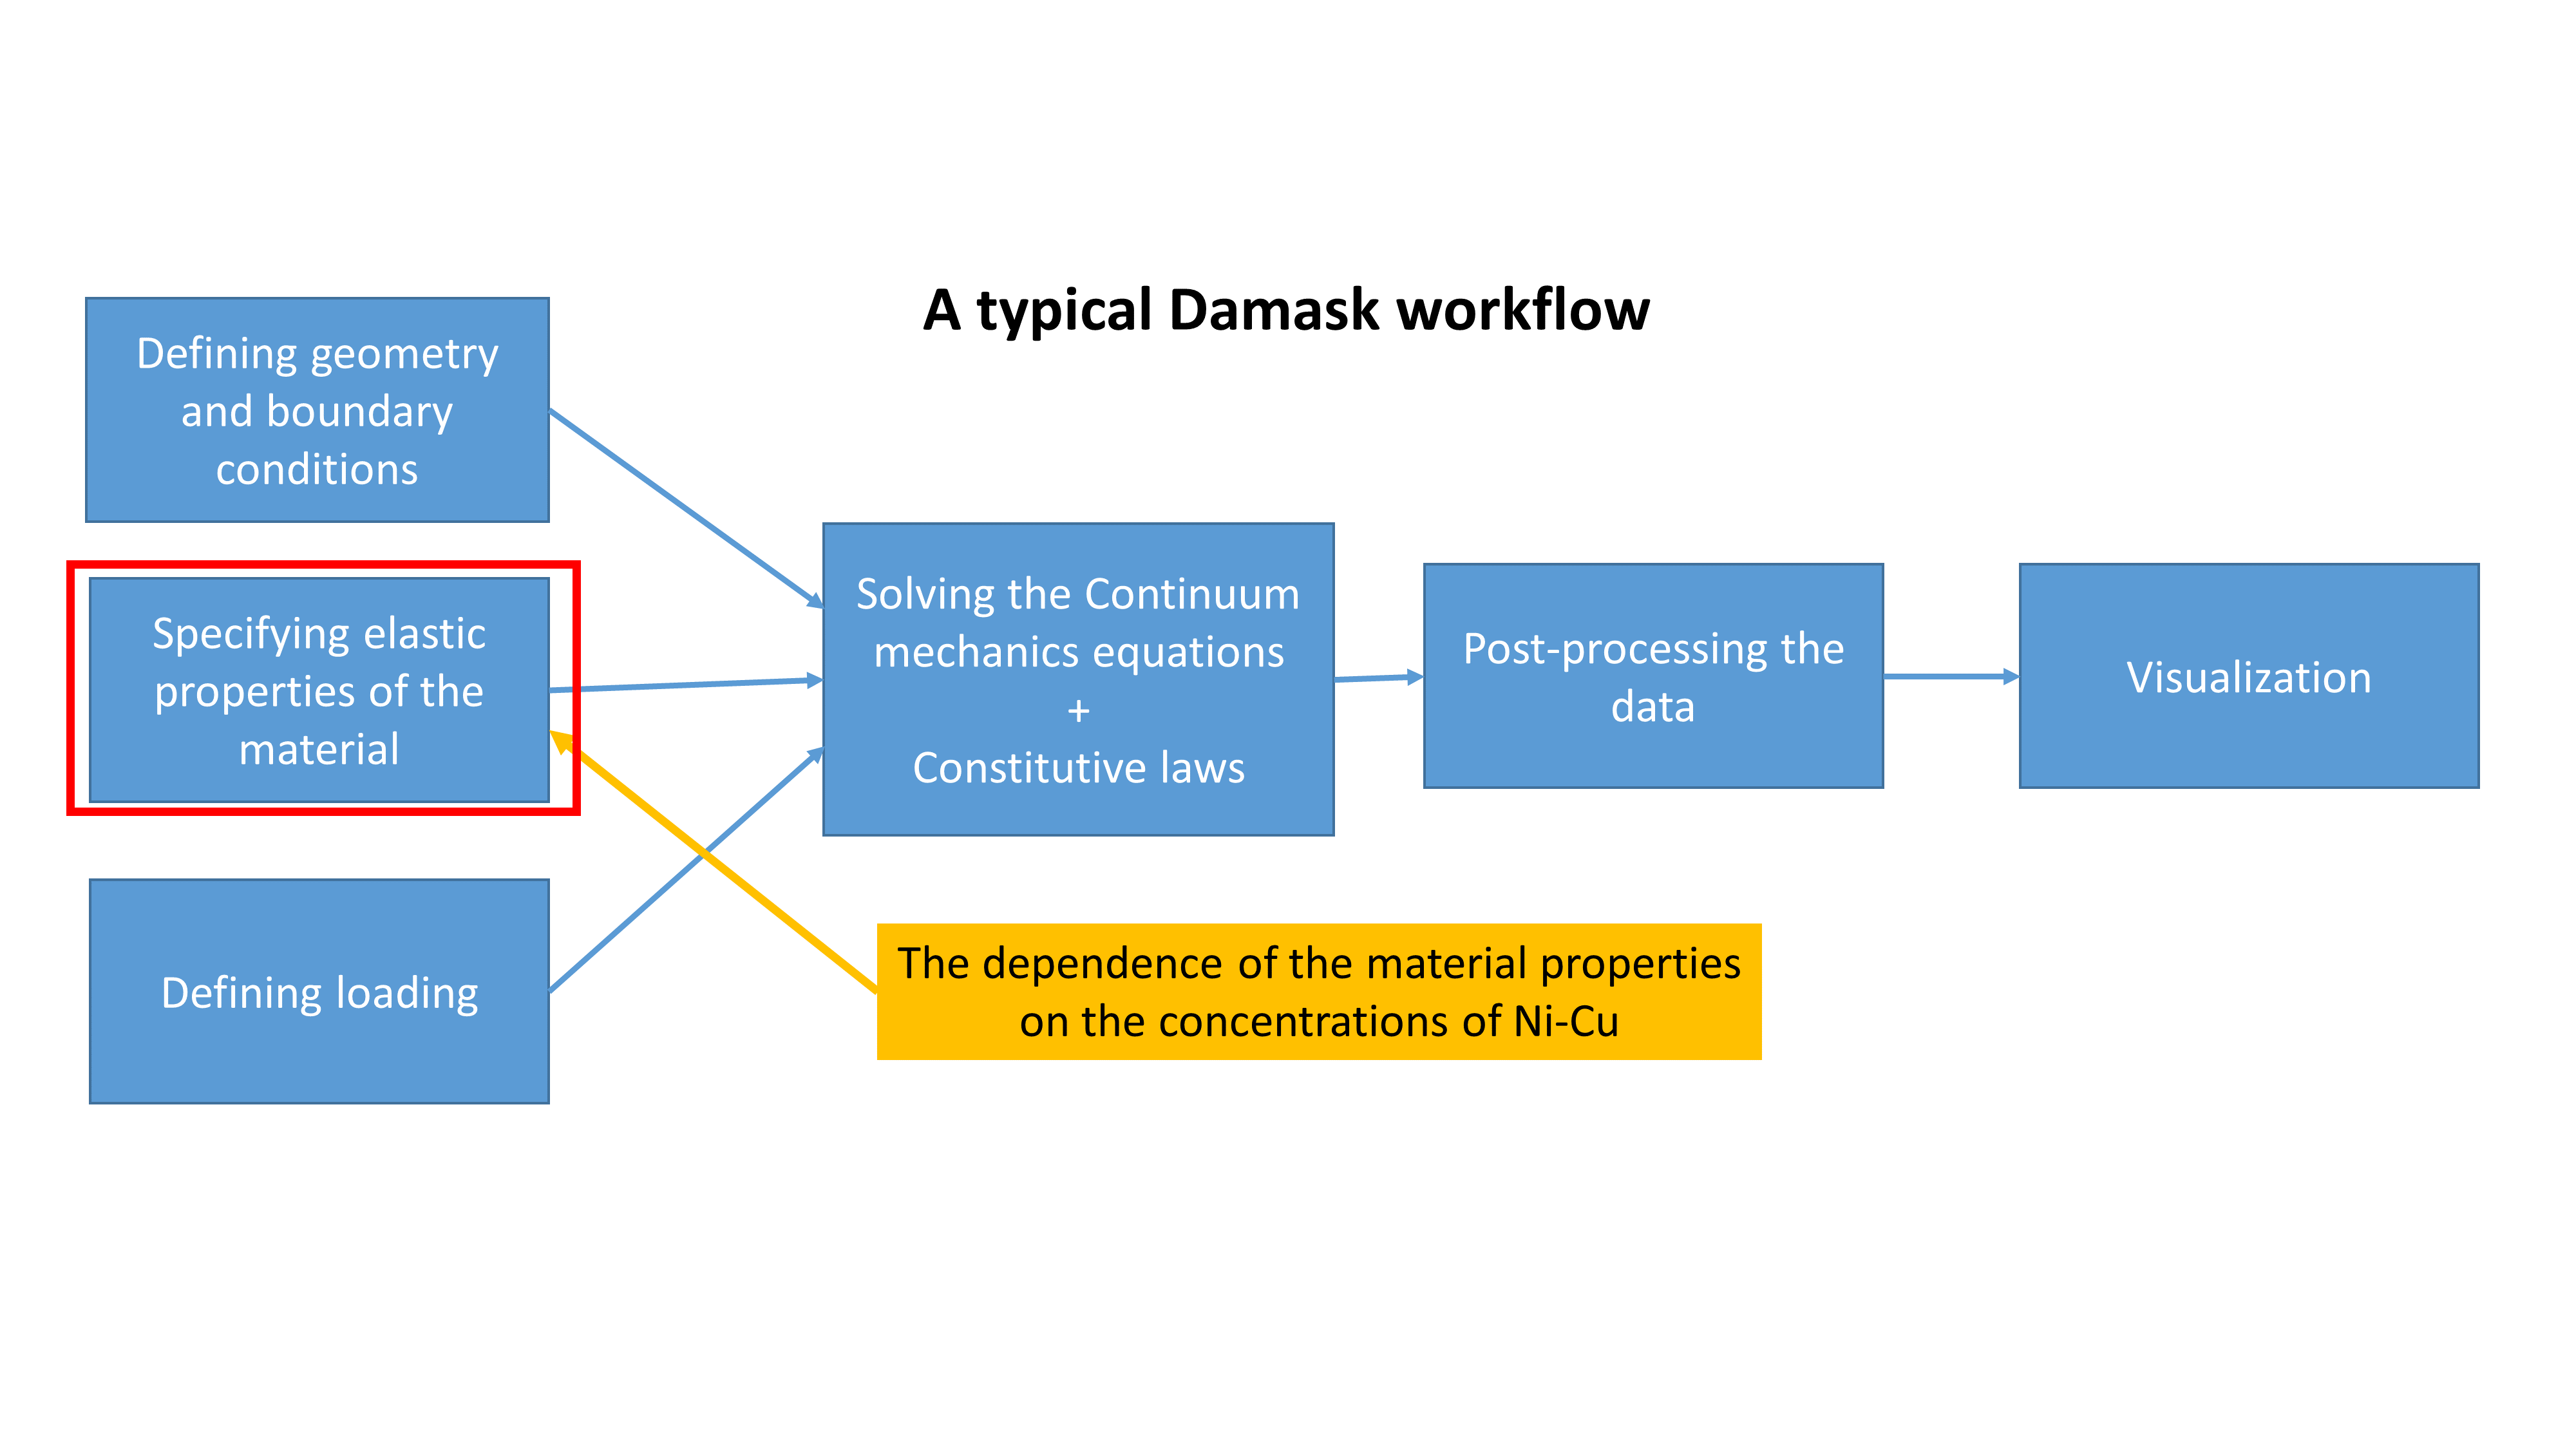 A typical Damask workflow
Defining geometry
and boundary
conditions
Specifying elastic
properties of the
material
Defining loading
Solving the Continuum
mechanics equations
+
Constitutive laws
Post-processing the
data
Visualization
The dependence of the material properties
on the concentrations of Ni-Cu